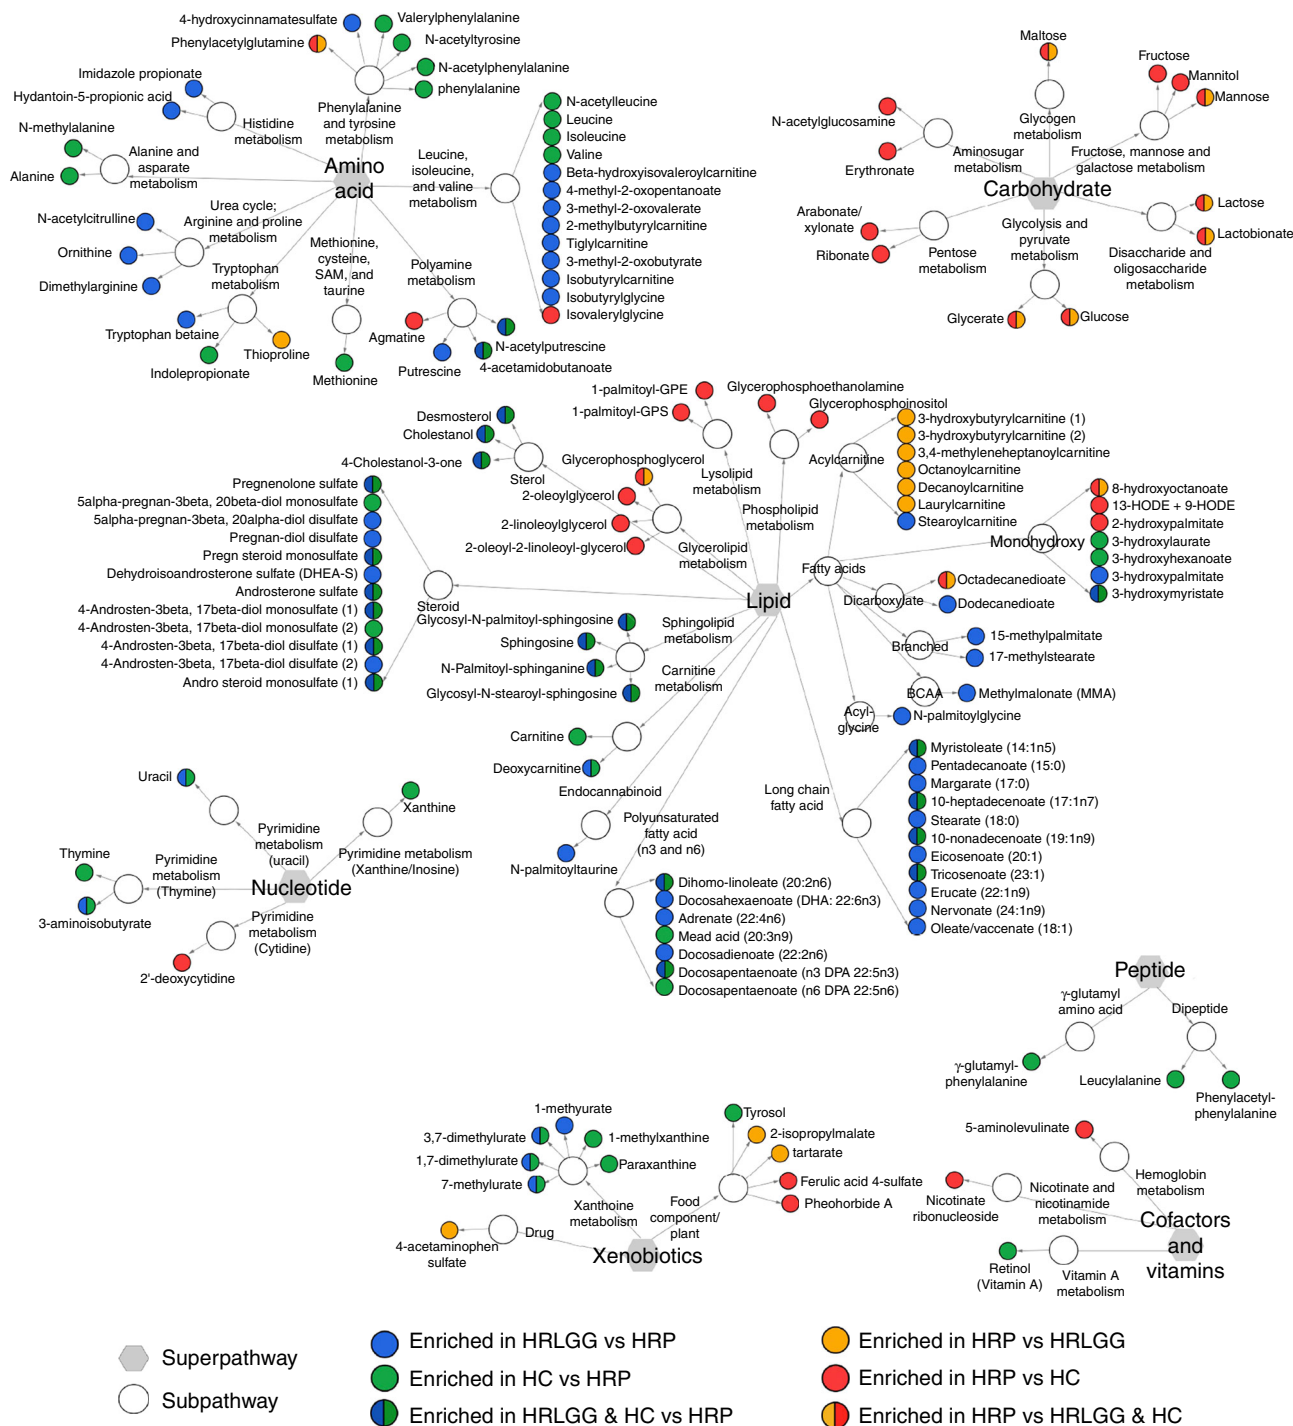 4-hydroxycinnamatesulfate
Valerylphenylalanine
Phenylacetylglutamine
N-acetyltyrosine
N-acetylphenylalanine
phenylalanine
Imidazole propionate
Hydantoin-5-propionic acid
Histidine
metabolism
Phenylalanine
and tyrosine
metabolism
N-methylalanine
Alanine
Alanine and
asparate
metabolism
Amino
acid
Leucine,
isoleucine,
and valine
metabolism
N-acetylleucine
Leucine
Isoleucine
Valine
Beta-hydroxyisovaleroylcarnitine
4-methyl-2-oxopentanoate
3-methyl-2-oxovalerate
2-methylbutyrylcarnitine
Tiglylcarnitine
3-methyl-2-oxobutyrate
Isobutyrylcarnitine
Isobutyrylglycine
Isovalerylglycine
N-acetylcitrulline
Ornithine
Dimethylarginine
Urea cycle;
Arginine and proline
metabolism
Tryptophan
metabolism
Tryptophan betaine
Indolepropionate
Thioproline
Methionine,
cysteine,
SAM, and
taurine
Methionine
Polyamine
metabolism
Agmatine
Putrescine
N-acetylputrescine
4-acetamidobutanoate
Maltose
Glycogen
metabolism
Fructose
Mannitol
Mannose
Fructose, mannose and
galactose metabolism
N-acetylglucosamine
Erythronate
Aminosugar
metabolism
Carbohydrate
Arabonate/
xylonate
Ribonate
Pentose
metabolism
Glycolysis and
pyruvate
metabolism
Glycerate
Glucose
Lactose
Lactobionate
Disaccharide and
oligosaccharide
metabolism
1-palmitoyl-GPE
1-palmitoyl-GPS
Lysolipid
metabolism
Glycerophosphoethanolamine
Glycerophosphoinositol
Phospholipid
metabolism
Desmosterol
Cholestanol
4-Cholestanol-3-one
Sterol
Glycerophosphoglycerol
2-oleoylglycerol
2-linoleoylglycerol
2-oleoyl-2-linoleoyl-glycerol
Glycerolipid
metabolism
Acylcarnitine
3-hydroxybutyrylcarnitine (1)
3-hydroxybutyrylcarnitine (2)
3,4-methyleneheptanoylcarnitine
Octanoylcarnitine
Decanoylcarnitine
Laurylcarnitine
Stearoylcarnitine
Monohydroxy
8-hydroxyoctanoate
13-HODE + 9-HODE
2-hydroxypalmitate
3-hydroxylaurate
3-hydroxyhexanoate
3-hydroxypalmitate
3-hydroxymyristate
Pregnenolone sulfate
5alpha-pregnan-3beta, 20beta-diol monosulfate
5alpha-pregnan-3beta, 20alpha-diol disulfate
Pregnan-diol disulfate
Pregn steroid monosulfate
Dehydroisoandrosterone sulfate (DHEA-S)
Androsterone sulfate
4-Androsten-3beta, 17beta-diol monosulfate (1)
4-Androsten-3beta, 17beta-diol monosulfate (2)
4-Androsten-3beta, 17beta-diol disulfate (1)
4-Androsten-3beta, 17beta-diol disulfate (2)
Andro steroid monosulfate (1)
Steroid
Lipid
Fatty acids
Dicarboxylate
Octadecanedioate
Dodecanedioate
Branched
15-methylpalmitate
17-methylstearate
BCAA
Methylmalonate (MMA)
Acyl-
glycine
N-palmitoylglycine
Glycosyl-N-palmitoyl-sphingosine
Sphingosine
N-Palmitoyl-sphinganine
Glycosyl-N-stearoyl-sphingosine
Sphingolipid
metabolism
Carnitine
metabolism
Carnitine
Deoxycarnitine
Endocannabinoid
N-palmitoyltaurine
Polyunsaturated
fatty acid
(n3 and n6)
Dihomo-linoleate (20:2n6)
Docosahexaenoate (DHA: 22:6n3)
Adrenate (22:4n6)
Mead acid (20:3n9)
Docosadienoate (22:2n6)
Docosapentaenoate (n3 DPA 22:5n3)
Docosapentaenoate (n6 DPA 22:5n6)
Long chain
fatty acid
Myristoleate (14:1n5)
Pentadecanoate (15:0)
Margarate (17:0)
10-heptadecenoate (17:1n7)
Stearate (18:0)
10-nonadecenoate (19:1n9)
Eicosenoate (20:1)
Tricosenoate (23:1)
Erucate (22:1n9)
Nervonate (24:1n9)
Oleate/vaccenate (18:1)
Uracil
Pyrimidine
metabolism
(uracil)
Xanthine
Pyrimidine metabolism
(Xanthine/Inosine)
Thymine
3-aminoisobutyrate
Pyrimidine
metabolism
(Thymine)
Nucleotide
Pyrimidine
metabolism
(Cytidine)
2'-deoxycytidine
Peptide
γ-glutamyl
amino acid
Dipeptide
γ-glutamyl-
phenylalanine
Leucylalanine
Phenylacetyl-
phenylalanine
1-methyurate
3,7-dimethylurate
1,7-dimethylurate
7-methylurate
1-methylxanthine
Paraxanthine
Xanthoine
metabolism
Tyrosol
2-isopropylmalate
tartarate
Ferulic acid 4-sulfate
Pheohorbide A
Food
component/
plant
Drug
4-acetaminophen
sulfate
Xenobiotics
5-aminolevulinate
Hemoglobin
metabolism
Nicotinate
ribonucleoside
Nicotinate and
nicotinamide
metabolism
Retinol
(Vitamin A)
Vitamin A
metabolism
Cofactors
and
vitamins
Superpathway
Subpathway
Enriched in HRLGG vs HRP
Enriched in HC vs HRP
Enriched in HRLGG & HC vs HRP
Enriched in HRP vs HRLGG
Enriched in HRP vs HC
Enriched in HRP vs HRLGG & HC